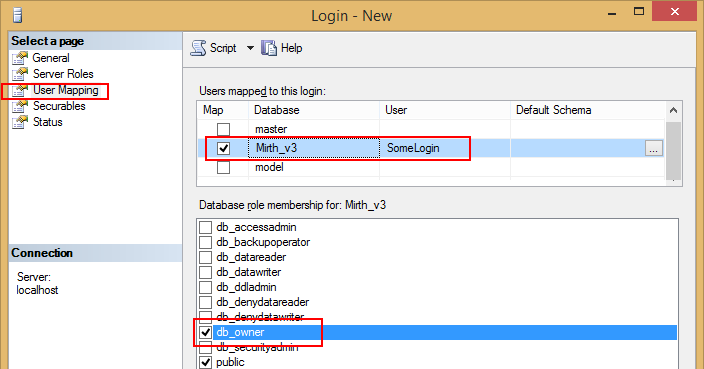 Login - New
Select a page
General
Server Roles
User Mapping
Securables
Status
Script
Help
Users mapped to this login:
Map Database User Default Schema
master
Mirth_v3 SomeLogin ...
model
Database role membership for: Mirth_v3
db_accessadmin
db_backupoperator
db_datareader
db_datawriter
db_ddladmin
db_denydatareader
db_denydatawriter
db_owner
db_securityadmin
public
Connection
Server:
localhost